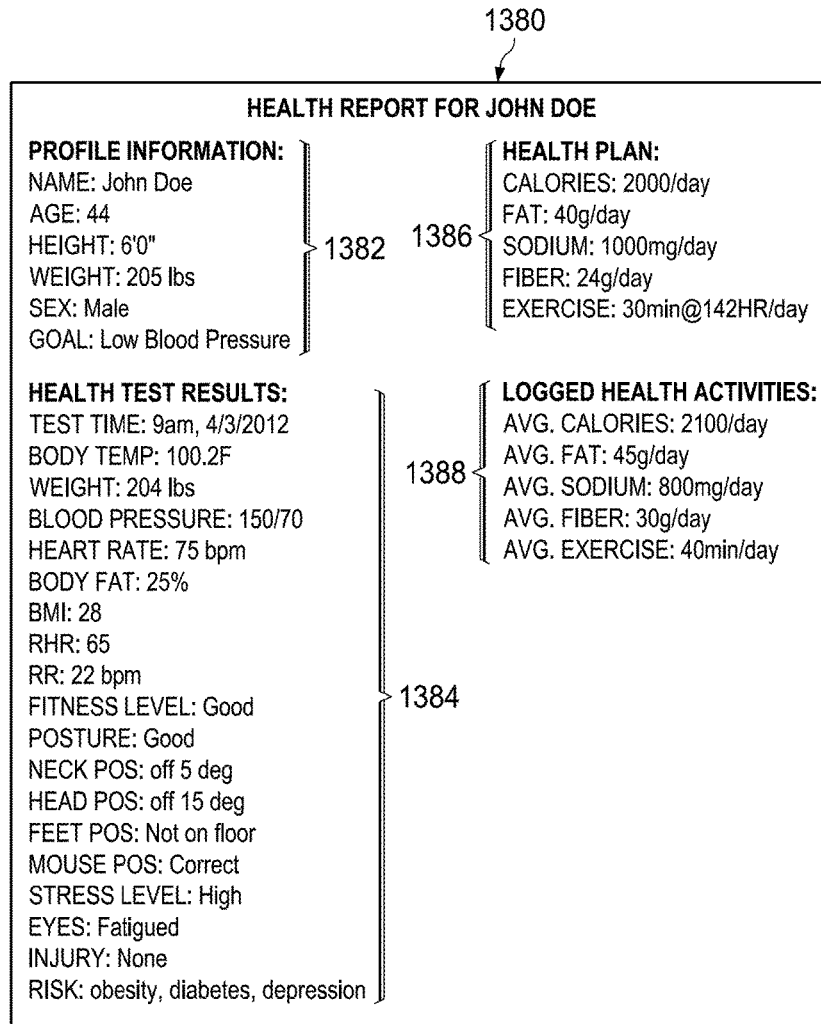 1380
HEALTH REPORT FOR JOHN DOE
PROFILE INFORMATION:
NAME: John Doe
AGE: 44
HEIGHT: 6'0"
WEIGHT: 205 lbs
SEX: Male
GOAL: Low Blood Pressure
1382
1386
HEALTH PLAN:
CALORIES: 2000/day
FAT: 40g/day
SODIUM: 1000mg/day
FIBER: 24g/day
EXERCISE: 30min@142HR/day
HEALTH TEST RESULTS:
TEST TIME: 9am, 4/3/2012
BODY TEMP: 100.2F
WEIGHT: 204 lbs
BLOOD PRESSURE: 150/70
HEART RATE: 75 bpm
BODY FAT: 25%
BMI: 28
RHR: 65
RR: 22 bpm
FITNESS LEVEL: Good
POSTURE: Good
NECK POS: off 5 deg
HEAD POS: off 15 deg
FEET POS: Not on floor
MOUSE POS: Correct
STRESS LEVEL: High
EYES: Fatigued
INJURY: None
RISK: obesity, diabetes, depression
1384
1388
LOGGED HEALTH ACTIVITIES:
AVG. CALORIES: 2100/day
AVG. FAT: 45g/day
AVG. SODIUM: 800mg/day
AVG. FIBER: 30g/day
AVG. EXERCISE: 40min/day